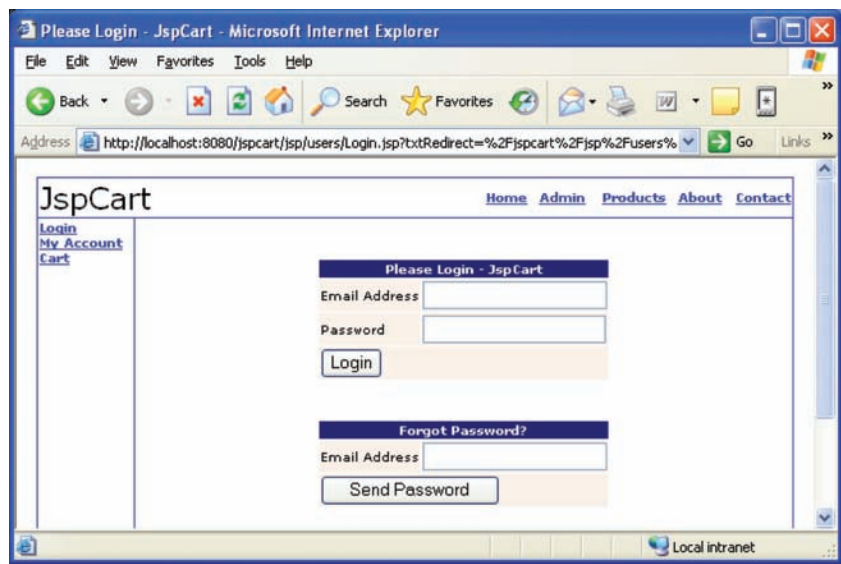 Please Login - JspCart - Microsoft Internet Explorer
File Edit View Favorites Tools Help
Back Search Favorites W »
Address http://localhost:8080/jspcart/jsp/users/Login.jsp?txtRedirect=%2Fjspcart%2Fjsp%2Fusers% Go Links »
JspCart Home Admin Products About Contact
Login
My Account
Cart
Please Login - JspCart
Email Address
Password
Login
Forgot Password?
Email Address
Send Password
Local intranet